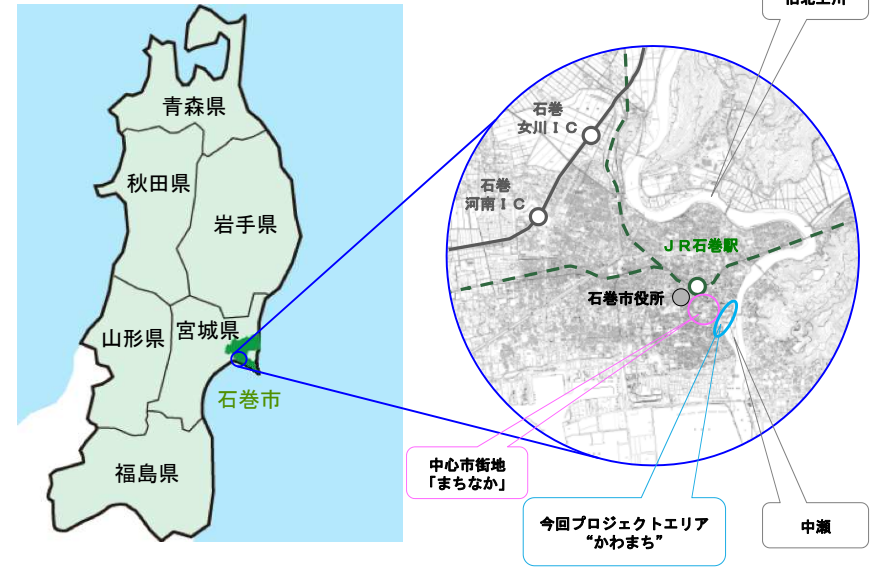 青森県
秋田県
岩手県
山形県
宮城県
石巻市
福島県
石巻
女川ＩＣ
石巻
河南ＩＣ
ＪＲ石巻駅
石巻市役所
中心市街地
「まちなか」
今回プロジェクトエリア
“かわまち”
中瀬